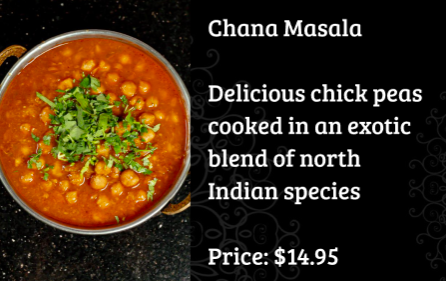 Chana Masala
Delicious chick peas
cooked in an exotic
blend of north
Indian species
Price: $14.95